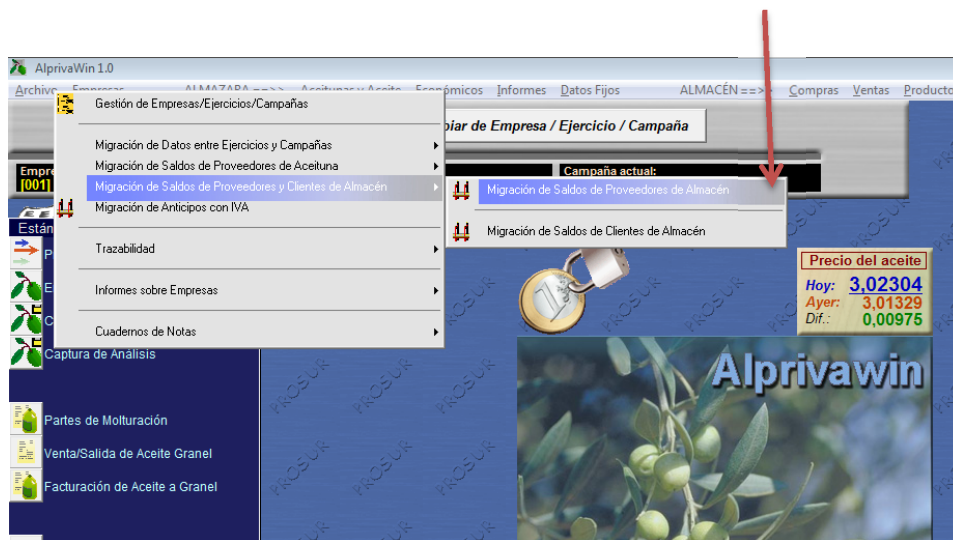 AlprivaWin 1.0
Archivo Empresas ALMAZARA ==>> Aceitunas y Aceite Económicos Informes Datos Fijos ALMACÉN ==>> Compras Ventas Producto
Gestión de Empresas/Ejercicios/Campañas
biar de Empresa / Ejercicio / Campaña
Migración de Datos entre Ejercicios y Campañas
Migración de Saldos de Proveedores de Aceituna
Empre
[001]
Campaña actual:
Migración de Saldos de Proveedores y Clientes de Almacén
Migración de Saldos de Proveedores de Almacén
Migración de Anticipos con IVA
Migración de Saldos de Clientes de Almacén
Están
Trazabilidad
P
Informes sobre Empresas
E
Cuadernos de Notas
C
Captura de Análisis
Partes de Molturación
Venta/Salida de Aceite Granel
Facturación de Aceite a Granel
Precio del aceite
Hoy: 3,02304
Ayer: 3,01329
Dif.: 0,00975
Alprivawin
PROSUR